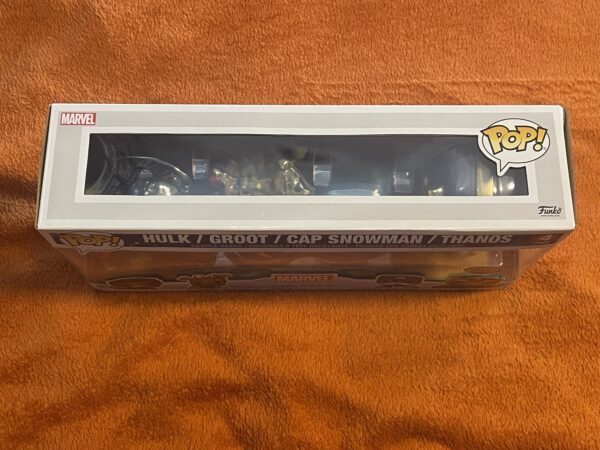 MARVEL
POP!
Funko
POP! HULK / GROOT / CAP SNOWMAN / THANOS
MARVEL